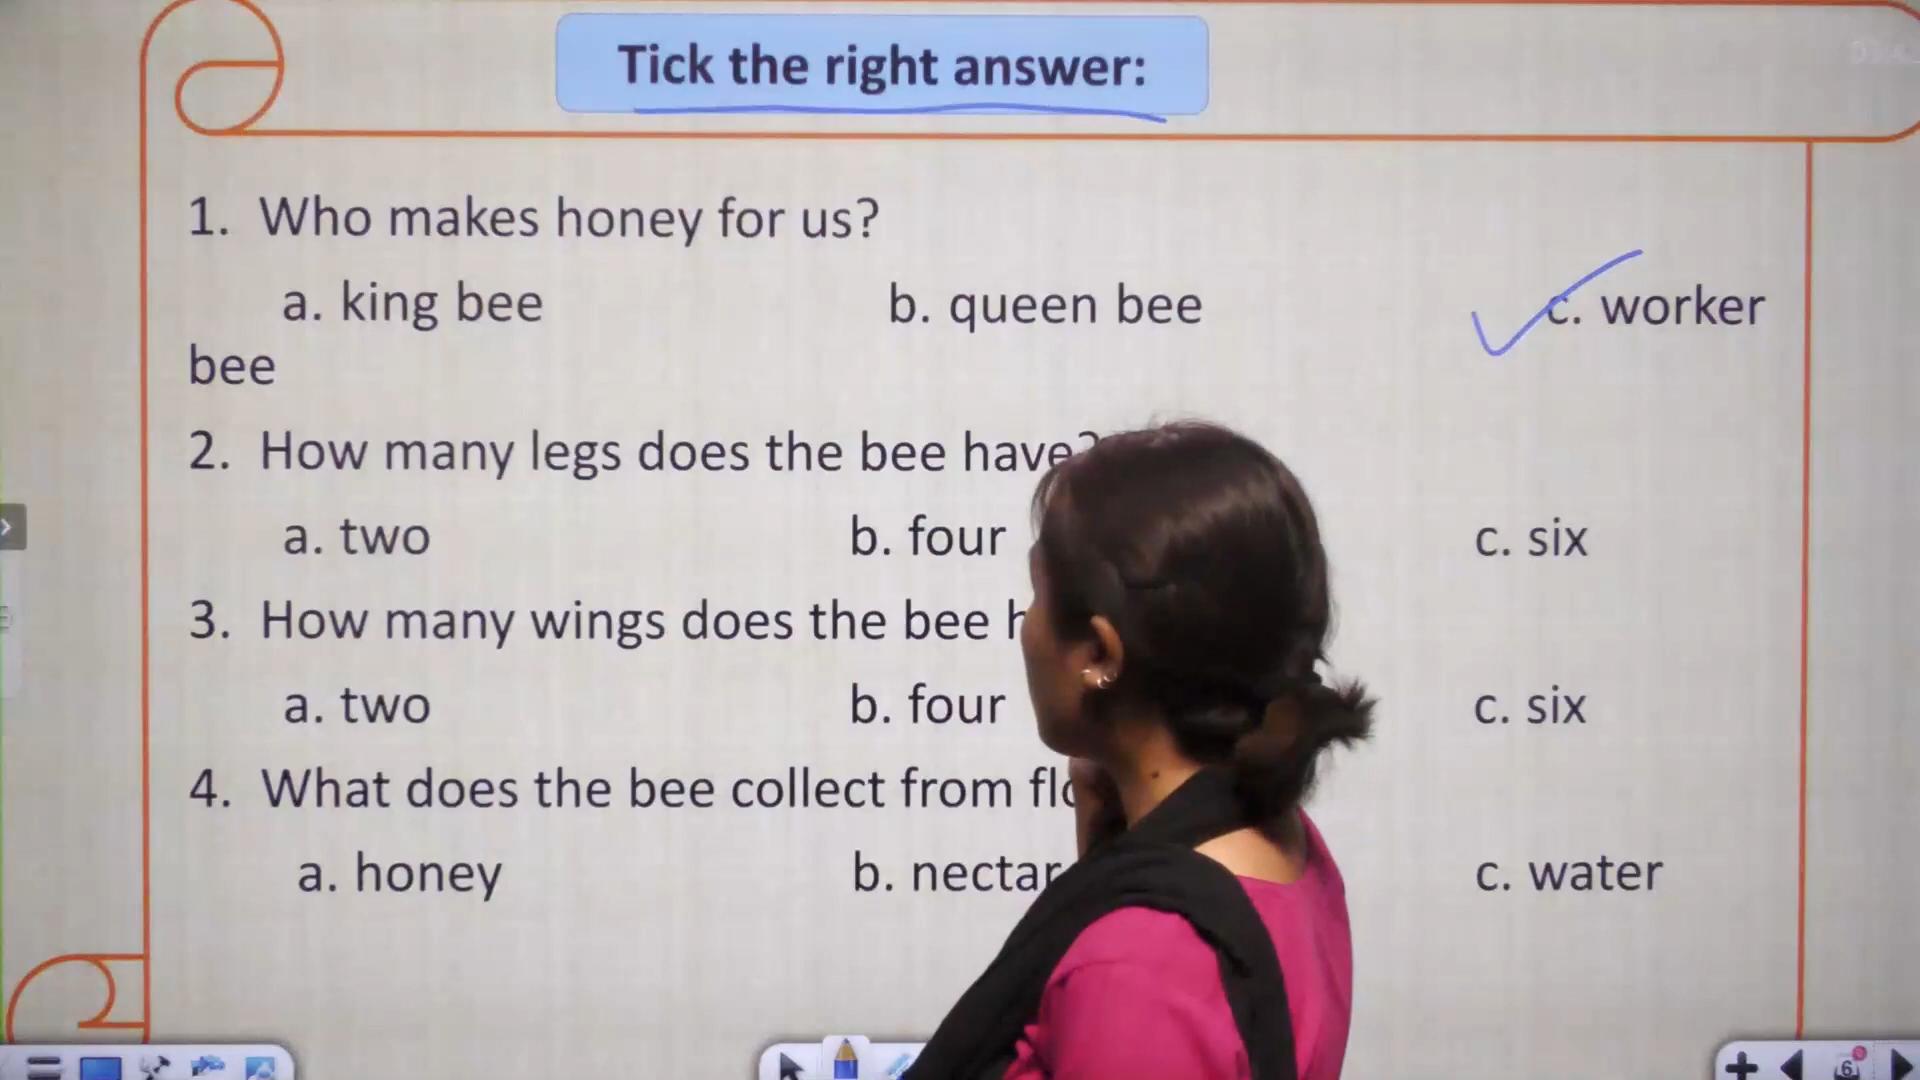 Tick the right answer:
1. Who makes honey for us?
a. king bee b. queen bee c. worker
bee
2. How many legs does the bee have?
a. two b. four c. six
3. How many wings does the bee
a. two b. four c. six
4. What does the bee collect from
a. honey b. nectar c. water
6